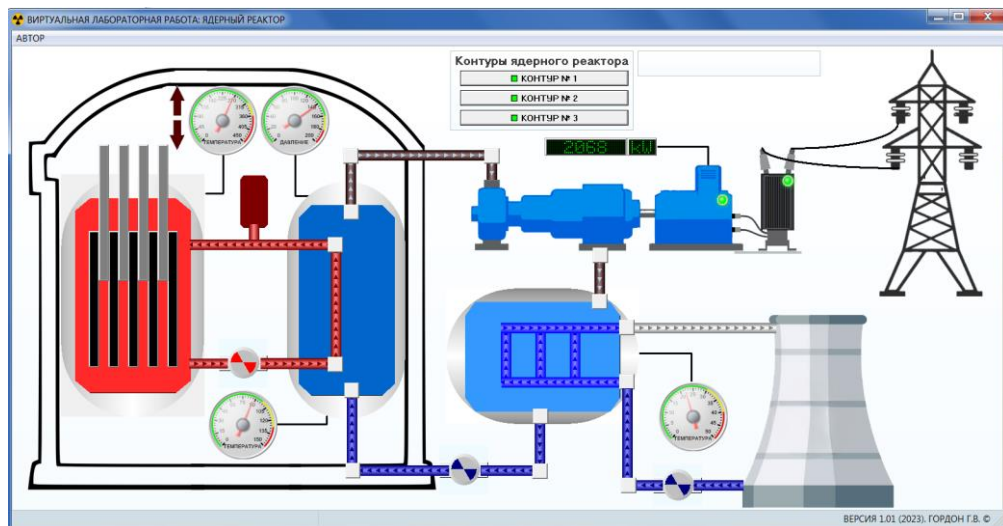 ВИРТУАЛЬНАЯ ЛАБОРАТОРНАЯ РАБОТА: ЯДЕРНЫЙ РЕАКТОР
АВТОР
Контуры ядерного реактора
КОНТУР № 1
КОНТУР № 2
КОНТУР № 3
2068 kW
ТЕМПЕРАТУРА
ДАВЛЕНИЕ
ТЕМПЕРАТУРА
ТЕМПЕРАТУРА
ВЕРСИЯ 1.01 (2023). ГОРДОН Г.В. ©